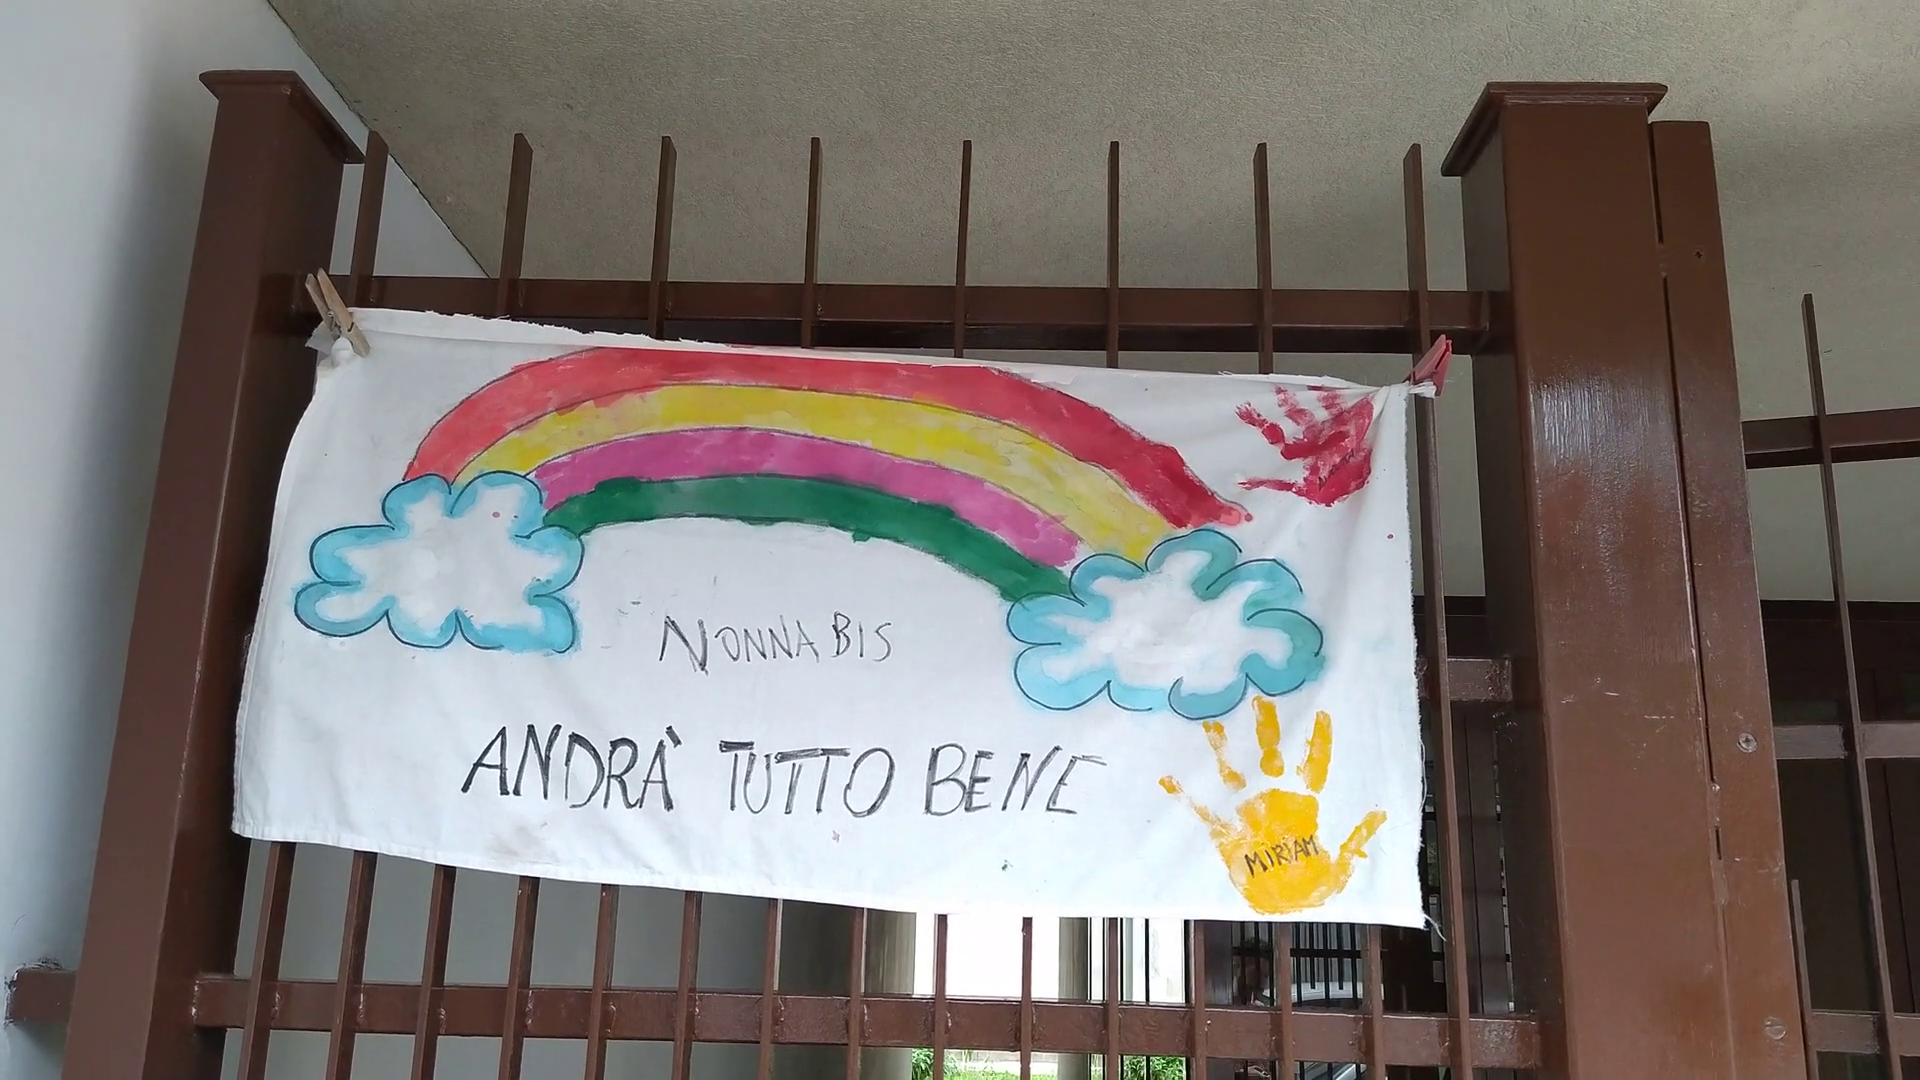 NONNA BIS
ANDRÀ TUTTO BENE
MIRIAM